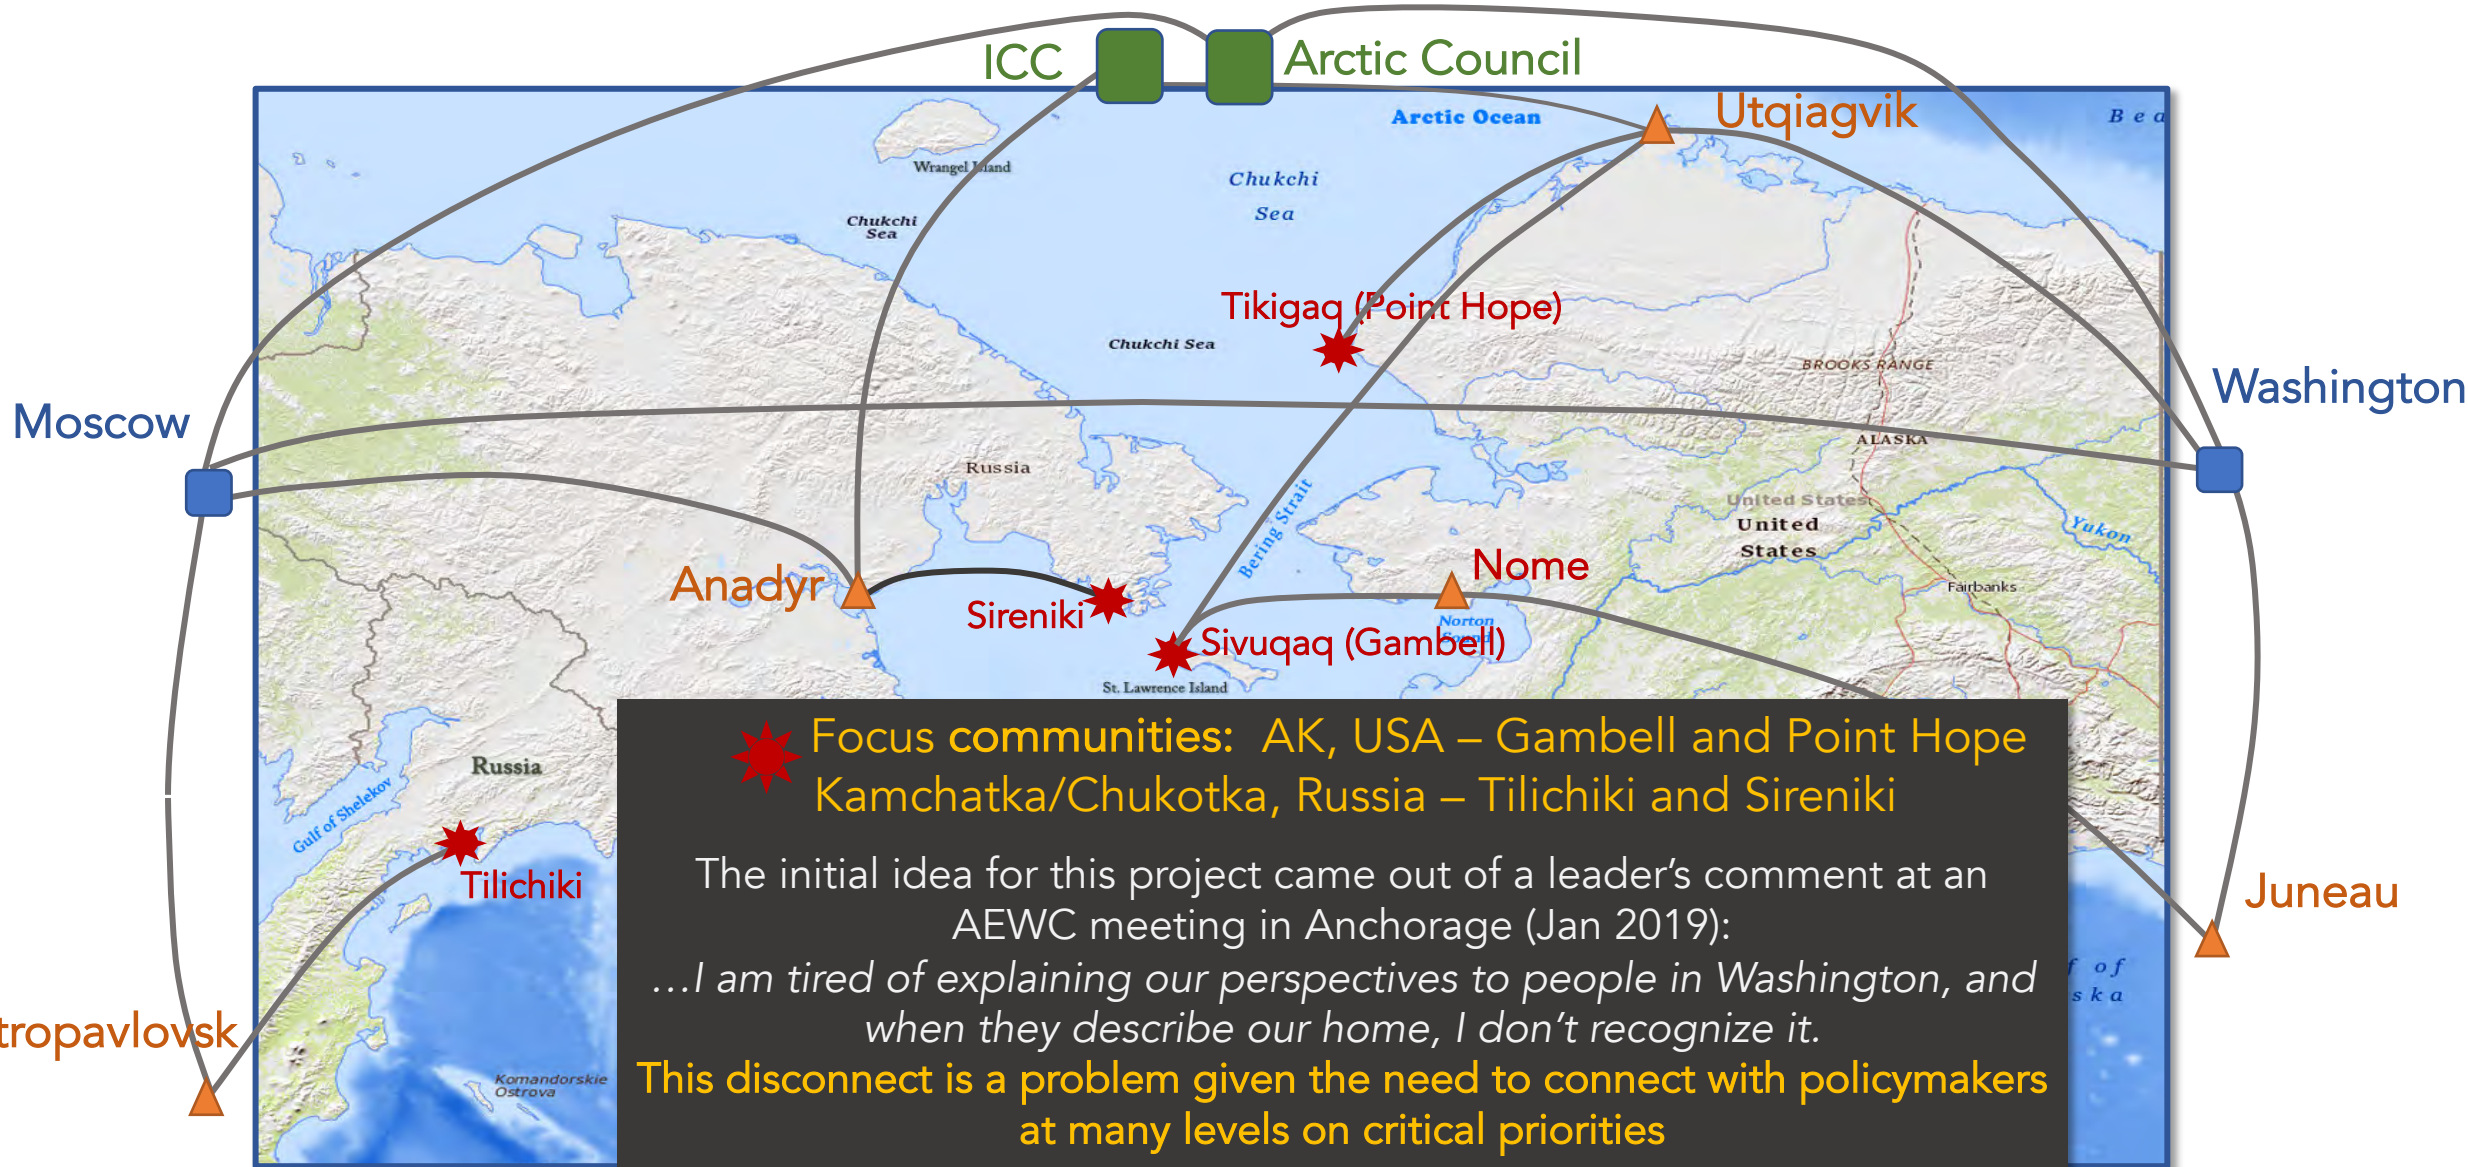 ICC
Arctic Council
Arctic Ocean
Utqiagvik
Bea
Wrangel Island
Chukchi
Sea
Chukchi
Sea
Tikigaq (Point Hope)
Chukchi Sea
BROOKS RANGE
Washington
Moscow
ALASKA
Russia
United States
United
States
Yukon
Bering Strait
Nome
Anadyr
Fairbanks
Sireniki
Norton
Sound
Sivuqaq (Gambell)
St. Lawrence Island
Focus communities: AK, USA – Gambell and Point Hope
Kamchatka/Chukotka, Russia – Tilichiki and Sireniki
Russia
Gulf of Shelekov
Tilichiki
The initial idea for this project came out of a leader’s comment at an
AEWC meeting in Anchorage (Jan 2019):
…I am tired of explaining our perspectives to people in Washington, and
when they describe our home, I don’t recognize it.
This disconnect is a problem given the need to connect with policymakers
at many levels on critical priorities
Juneau
f of
ska
tropavlovsk
Komandorskie
Ostrova